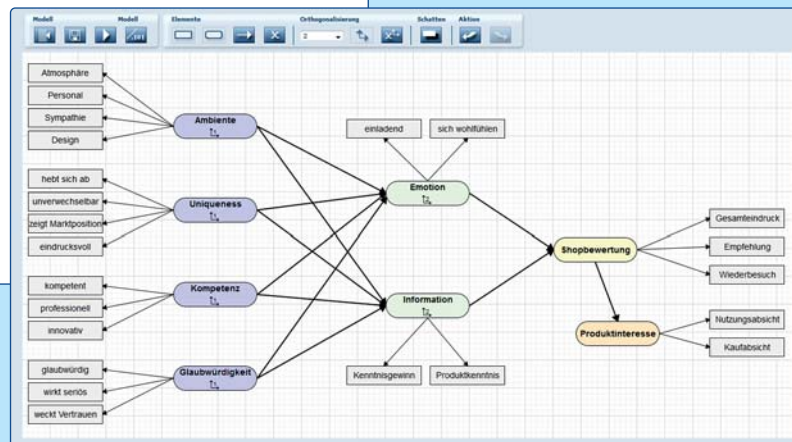 Modell
Modell
Elemente
Orthogonalisierung
Schatten
Aktion
2
Atmosphäre
Personal
Sympathie
Design
Ambiente
einladend
sich wohlfühlen
hebt sich ab
unverwechselbar
zeigt Marktposition
eindrucksvoll
Uniqueness
Emotion
Shopbewertung
Gesamteindruck
Empfehlung
Wiederbesuch
kompetent
professionell
innovativ
Kompetenz
Information
Produktinteresse
Nutzungsabsicht
Kaufabsicht
glaubwürdig
wirkt seriös
weckt Vertrauen
Glaubwürdigkeit
Kenntnisgewinn
Produktkenntnis